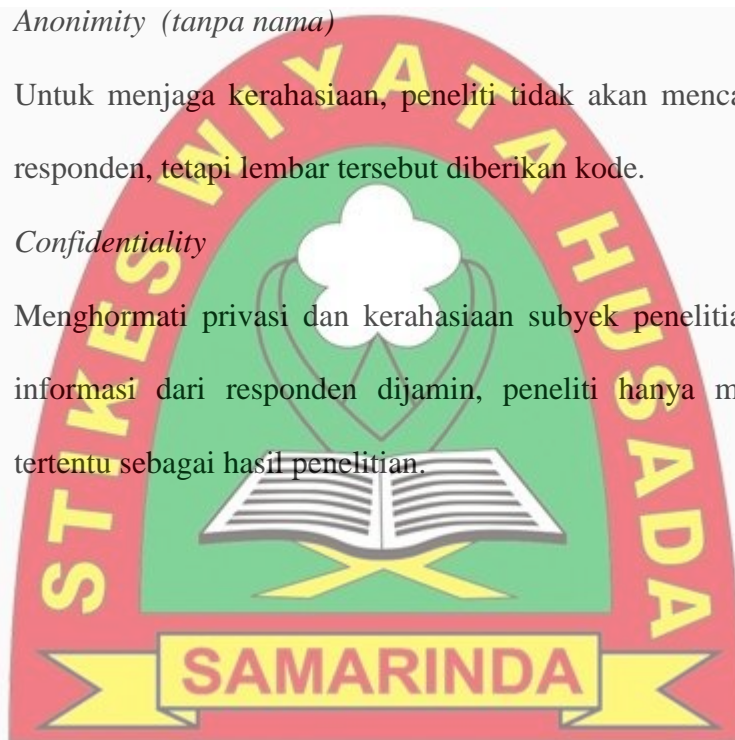 Anonimity (tanpa nama)
Untuk menjaga kerahasiaan, peneliti tidak akan menca
responden, tetapi lembar tersebut diberikan kode.
Confidentiality
Menghormati privasi dan kerahasiaan subyek penelitia
informasi dari responden dijamin, peneliti hanya m
tertentu sebagai hasil penelitian.
STIKES WIYATA HUSADA
SAMARINDA